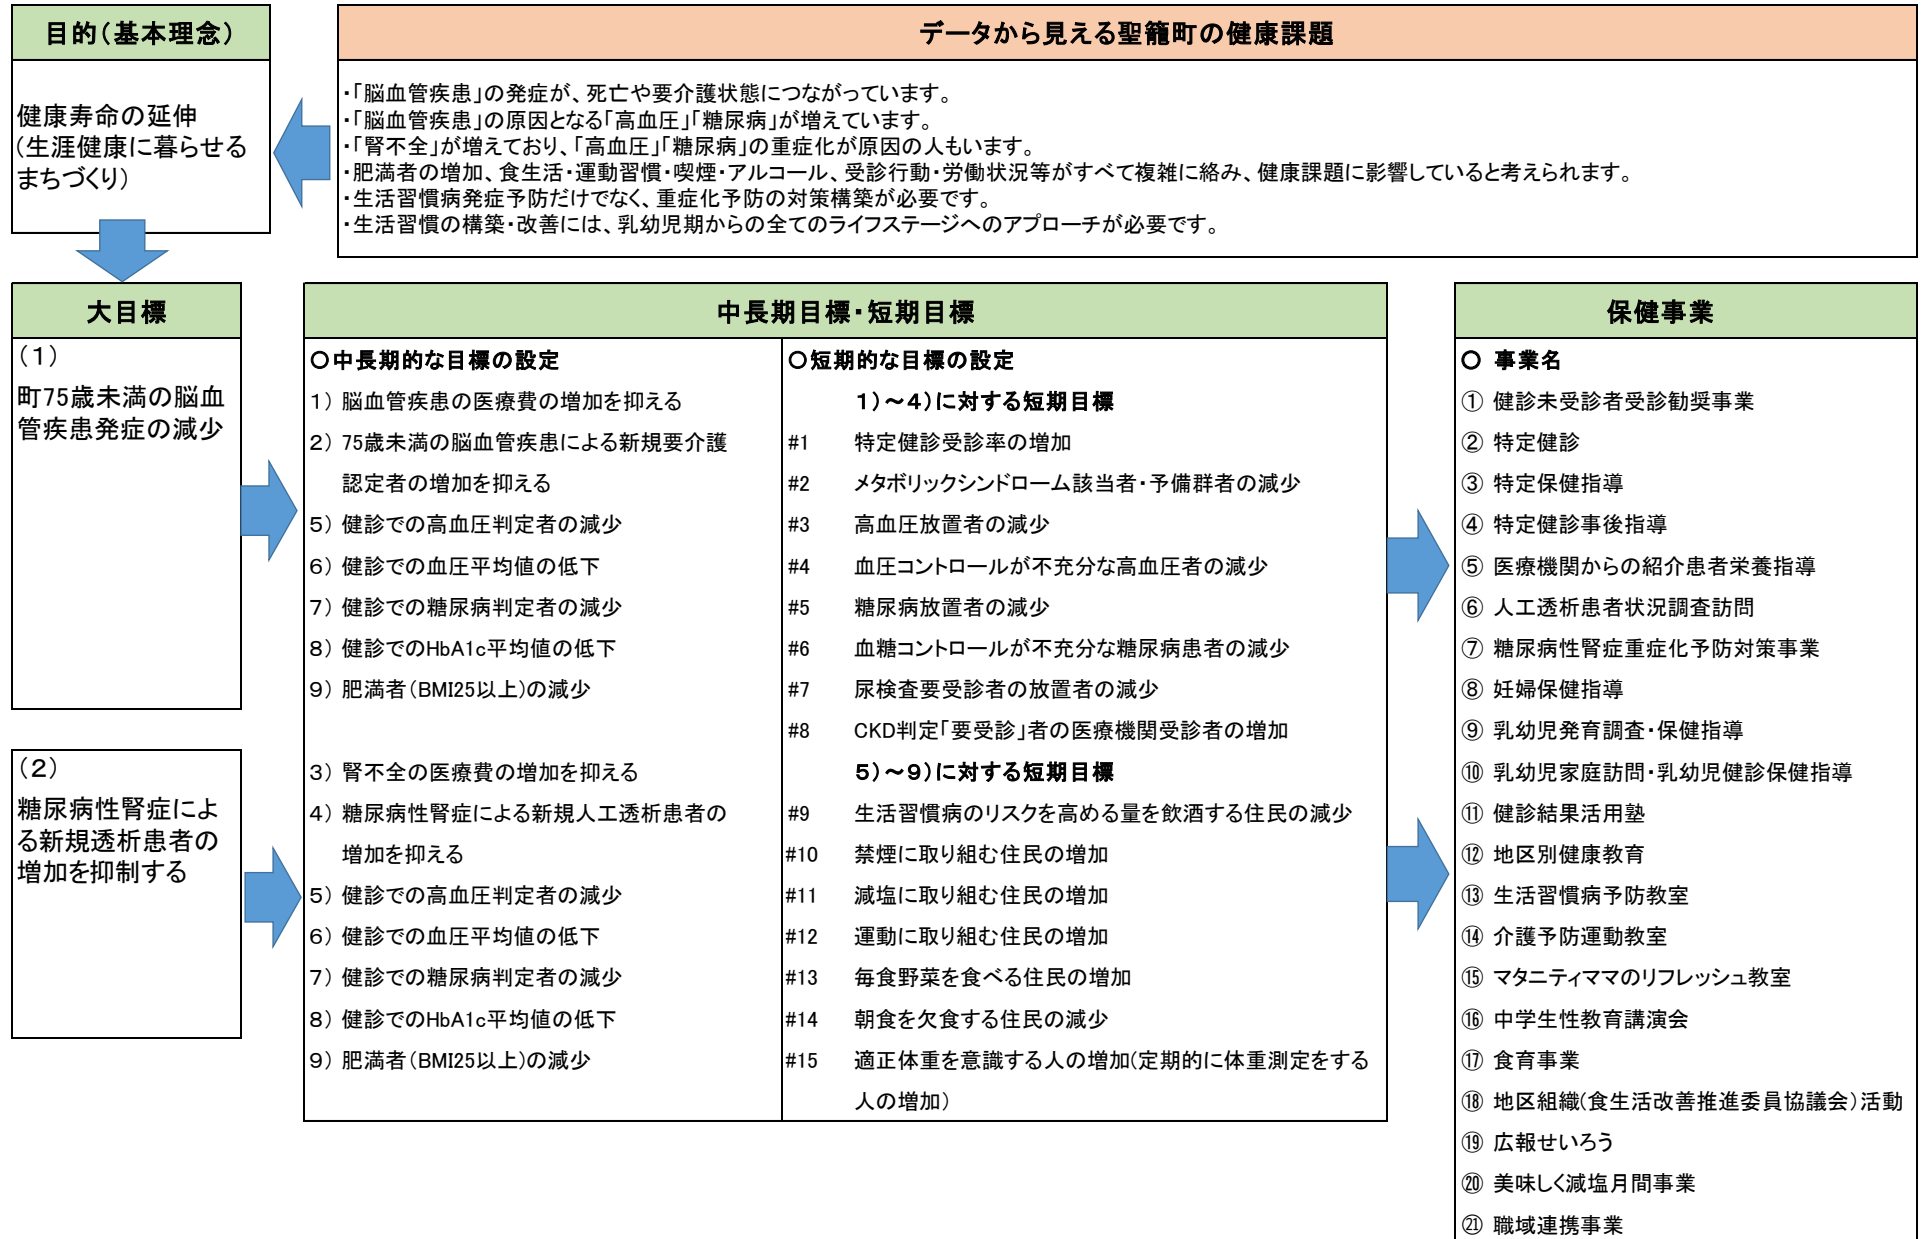 目的（基本理念）
健康寿命の延伸
（生涯健康に暮らせる
まちづくり）
データから見える聖籠町の健康課題
・「脳血管疾患」の発症が、死亡や要介護状態につながっています。
・「脳血管疾患」の原因となる「高血圧」「糖尿病」が増えています。
・「腎不全」が増えており、「高血圧」「糖尿病」の重症化が原因の人もいます。
・肥満者の増加、食生活・運動習慣・喫煙・アルコール、受診行動・労働状況等がすべて複雑に絡み、健康課題に影響していると考えられます。
・生活習慣病発症予防だけでなく、重症化予防の対策構築が必要です。
・生活習慣の構築・改善には、乳幼児期からの全てのライフステージへのアプローチが必要です。
大目標
（１）
町75歳未満の脳血
管疾患発症の減少
（２）
糖尿病性腎症によ
る新規透析患者の
増加を抑制する
中長期目標・短期目標
○中長期的な目標の設定
１） 脳血管疾患の医療費の増加を抑える
２） 75歳未満の脳血管疾患による新規要介護
認定者の増加を抑える
５） 健診での高血圧判定者の減少
６） 健診での血圧平均値の低下
７） 健診での糖尿病判定者の減少
８） 健診でのHbA1c平均値の低下
９） 肥満者（BMI25以上）の減少
３） 腎不全の医療費の増加を抑える
４） 糖尿病性腎症による新規人工透析患者の
増加を抑える
５） 健診での高血圧判定者の減少
６） 健診での血圧平均値の低下
７） 健診での糖尿病判定者の減少
８） 健診でのHbA1c平均値の低下
９） 肥満者（BMI25以上）の減少
○短期的な目標の設定
１）～４）に対する短期目標
#1 特定健診受診率の増加
#2 メタボリックシンドローム該当者・予備群者の減少
#3 高血圧放置者の減少
#4 血圧コントロールが不充分な高血圧者の減少
#5 糖尿病放置者の減少
#6 血糖コントロールが不充分な糖尿病患者の減少
#7 尿検査要受診者の放置者の減少
#8 CKD判定「要受診」者の医療機関受診者の増加
５）～９）に対する短期目標
#9 生活習慣病のリスクを高める量を飲酒する住民の減少
#10 禁煙に取り組む住民の増加
#11 減塩に取り組む住民の増加
#12 運動に取り組む住民の増加
#13 毎食野菜を食べる住民の増加
#14 朝食を欠食する住民の減少
#15 適正体重を意識する人の増加(定期的に体重測定をする
人の増加）
保健事業
○ 事業名
① 健診未受診者受診勧奨事業
② 特定健診
③ 特定保健指導
④ 特定健診事後指導
⑤ 医療機関からの紹介患者栄養指導
⑥ 人工透析患者状況調査訪問
⑦ 糖尿病性腎症重症化予防対策事業
⑧ 妊婦保健指導
⑨ 乳幼児発育調査・保健指導
⑩ 乳幼児家庭訪問・乳幼児健診保健指導
⑪ 健診結果活用塾
⑫ 地区別健康教育
⑬ 生活習慣病予防教室
⑭ 介護予防運動教室
⑮ マタニティママのリフレッシュ教室
⑯ 中学生性教育講演会
⑰ 食育事業
⑱ 地区組織(食生活改善推進委員協議会）活動
⑲ 広報せいろう
⑳ 美味しく減塩月間事業
㉑ 職域連携事業